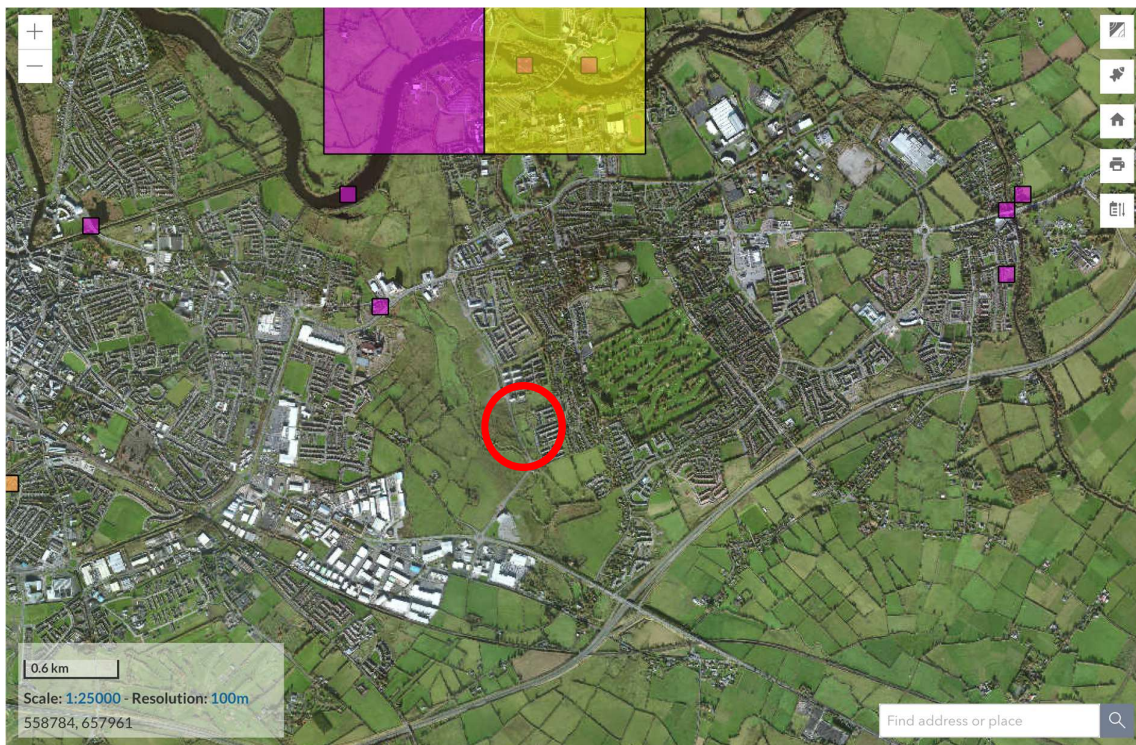 0.6 km
Scale: 1:25000 - Resolution: 100m
558784, 657961
Find address or place